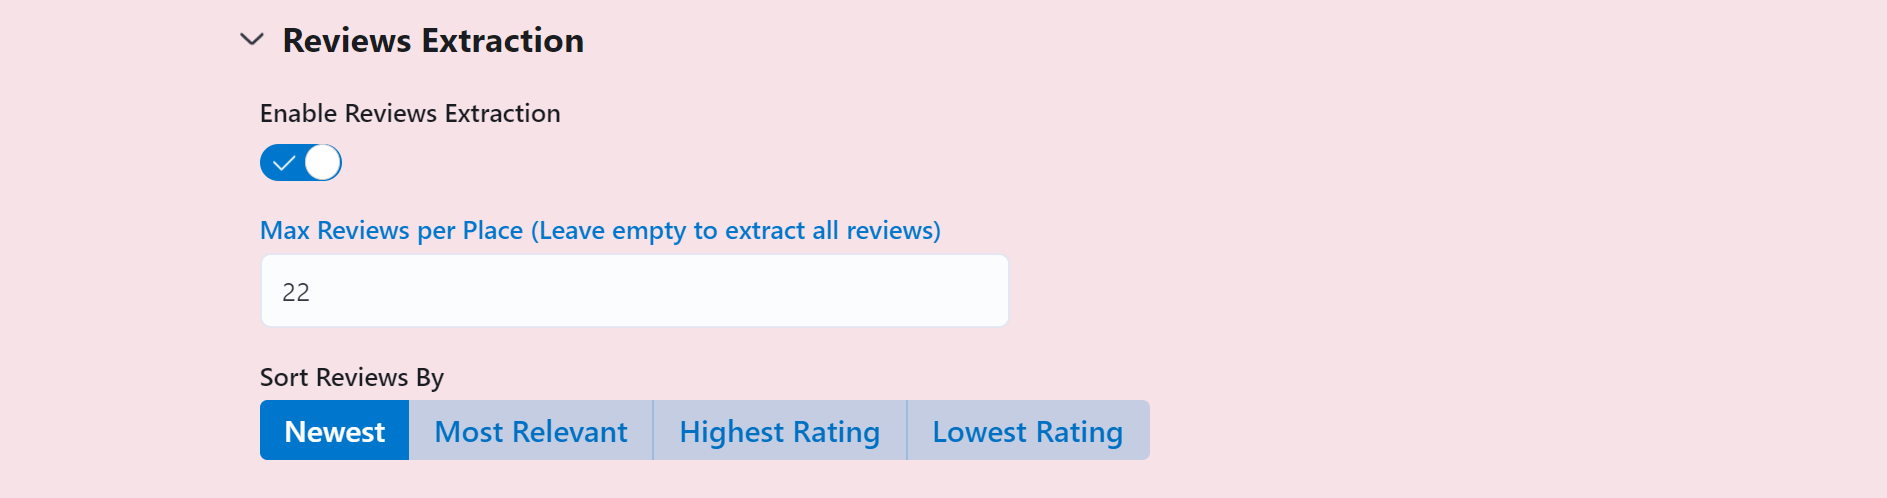 Reviews Extraction
Enable Reviews Extraction
Max Reviews per Place (Leave empty to extract all reviews)
22
Sort Reviews By
Newest Most Relevant Highest Rating Lowest Rating